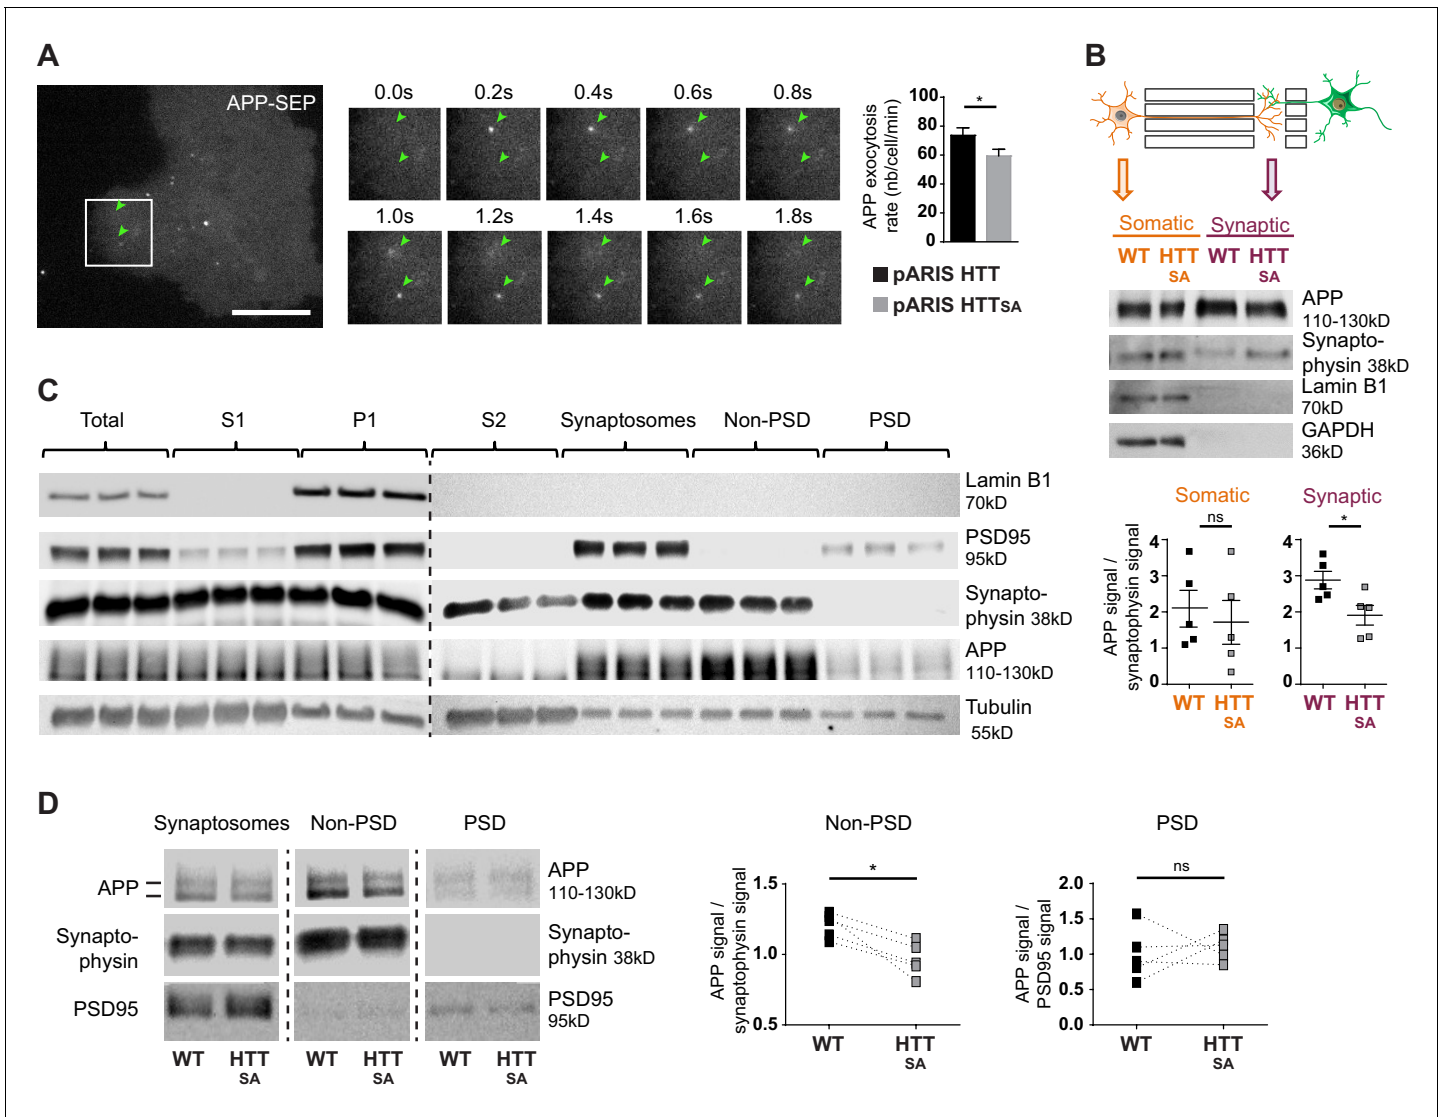 A
APP-SEP
0.0s 0.2s 0.4s 0.6s 0.8s
1.0s 1.2s 1.4s 1.6s 1.8s
APP exocytosis
rate (nb/cell/min)
100
80
60
40
20
0
*
pARIS HTT
pARIS HTTSA
B
Somatic Synaptic
WT HTT WT HTT
SA SA
APP
110-130kD
Synapto-
physin 38kD
Lamin B1
70kD
GAPDH
36kD
Somatic Synaptic
APP signal /
synaptophysin signal
4
3
2
1
0
ns
WT HTT
SA
4
3
2
1
0
*
WT HTT
SA
C
Total S1 P1 S2 Synaptosomes Non-PSD PSD
Lamin B1
70kD
PSD95
95kD
Synapto-
physin 38kD
APP
110-130kD
Tubulin
55kD
D
Synaptosomes Non-PSD PSD
APP
APP
110-130kD
Synapto-
physin
Synapto-
physin 38kD
PSD95
PSD95
95kD
WT HTT WT HTT WT HTT
SA SA SA
Non-PSD
APP signal /
synaptophysin signal
1.5
1.0
0.5
*
WT HTT
SA
PSD
APP signal /
PSD95 signal
2.0
1.5
1.0
0.5
0.0
ns
WT HTT
SA